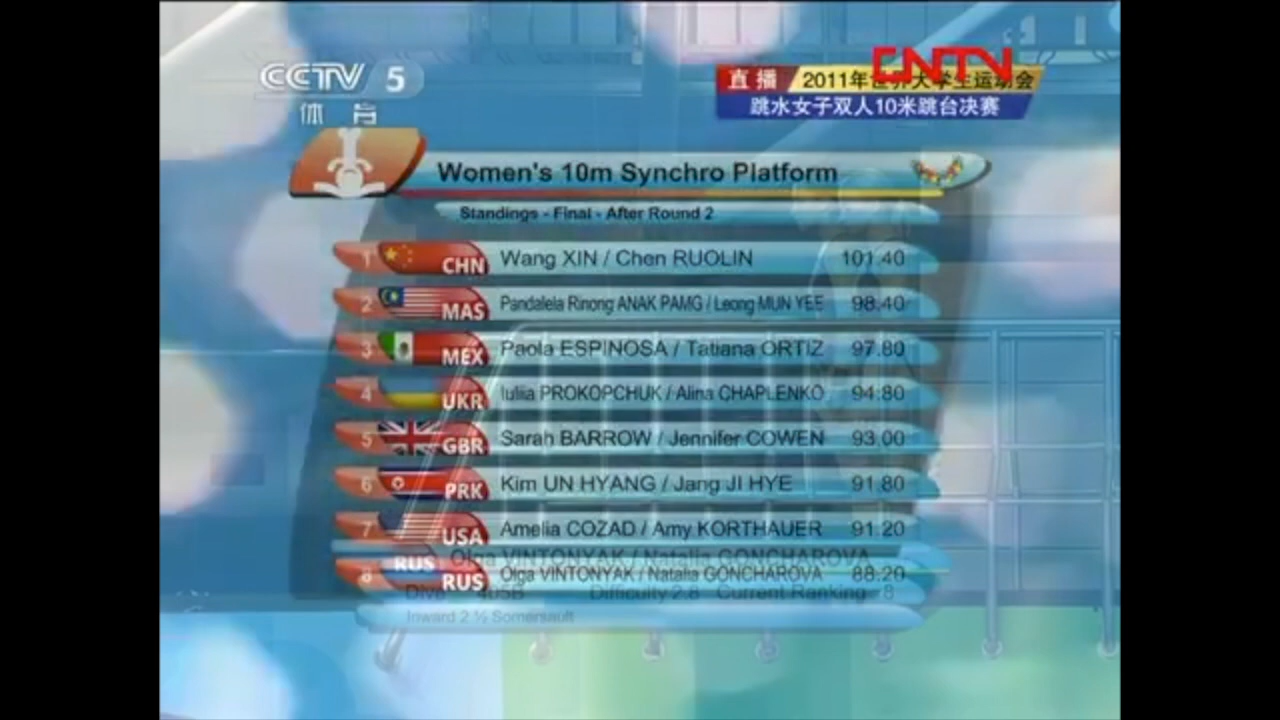 CCTV 5
体育
CNTV
直播 2011年世界大学生运动会
跳水女子双人10米跳台决赛
Women's 10m Synchro Platform
Standings - Final - After Round 2
1 CHN Wang XIN / Chen RUOLIN 101.40
2 MAS Pandalela Rinong ANAK PAMG / Leong MUN YEE 98.40
3 MEX Paola ESPINOSA / Tatiana ORTIZ 97.80
4 UKR Iuliia PROKOPCHUK / Alina CHAPLENKO 94.80
5 GBR Sarah BARROW / Jennifer COWEN 93.00
6 PRK Kim UN HYANG / Jang JI HYE 91.80
7 USA Amelia COZAD / Amy KORTHAUER 91.20
RUS Olga VINTONYAK / Natalia GONCHAROVA
8 RUS Olga VINTONYAK / Natalia GONCHAROVA 88.20
Dive 405B Difficulty 2.8 Current Ranking 8
Inward 2 ½ Somersault